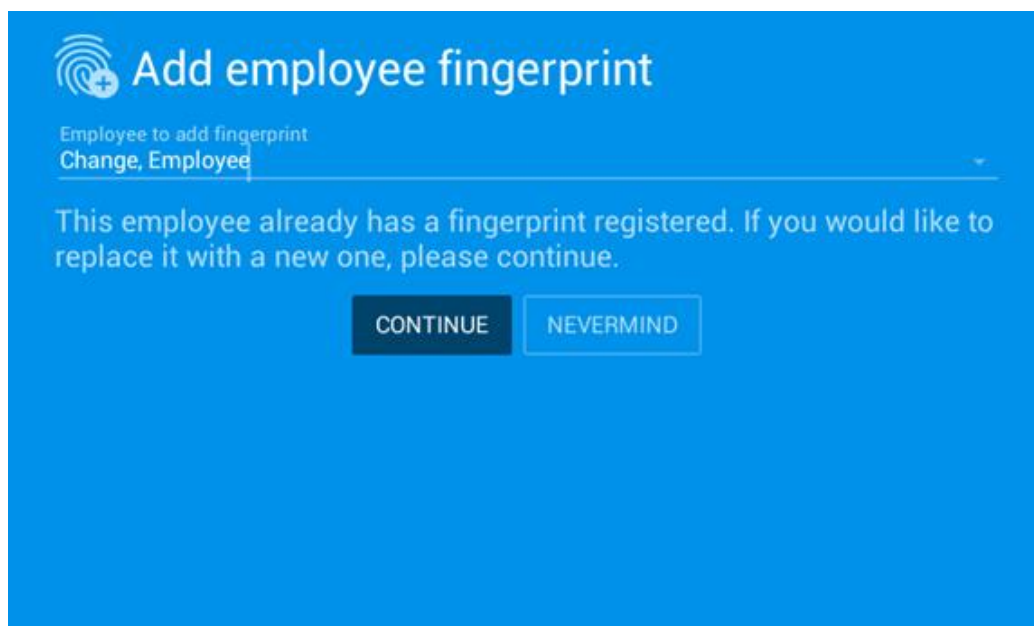 Add employee fingerprint
Employee to add fingerprint
Change, Employee
This employee already has a fingerprint registered. If you would like to
replace it with a new one, please continue.
CONTINUE NEVERMIND